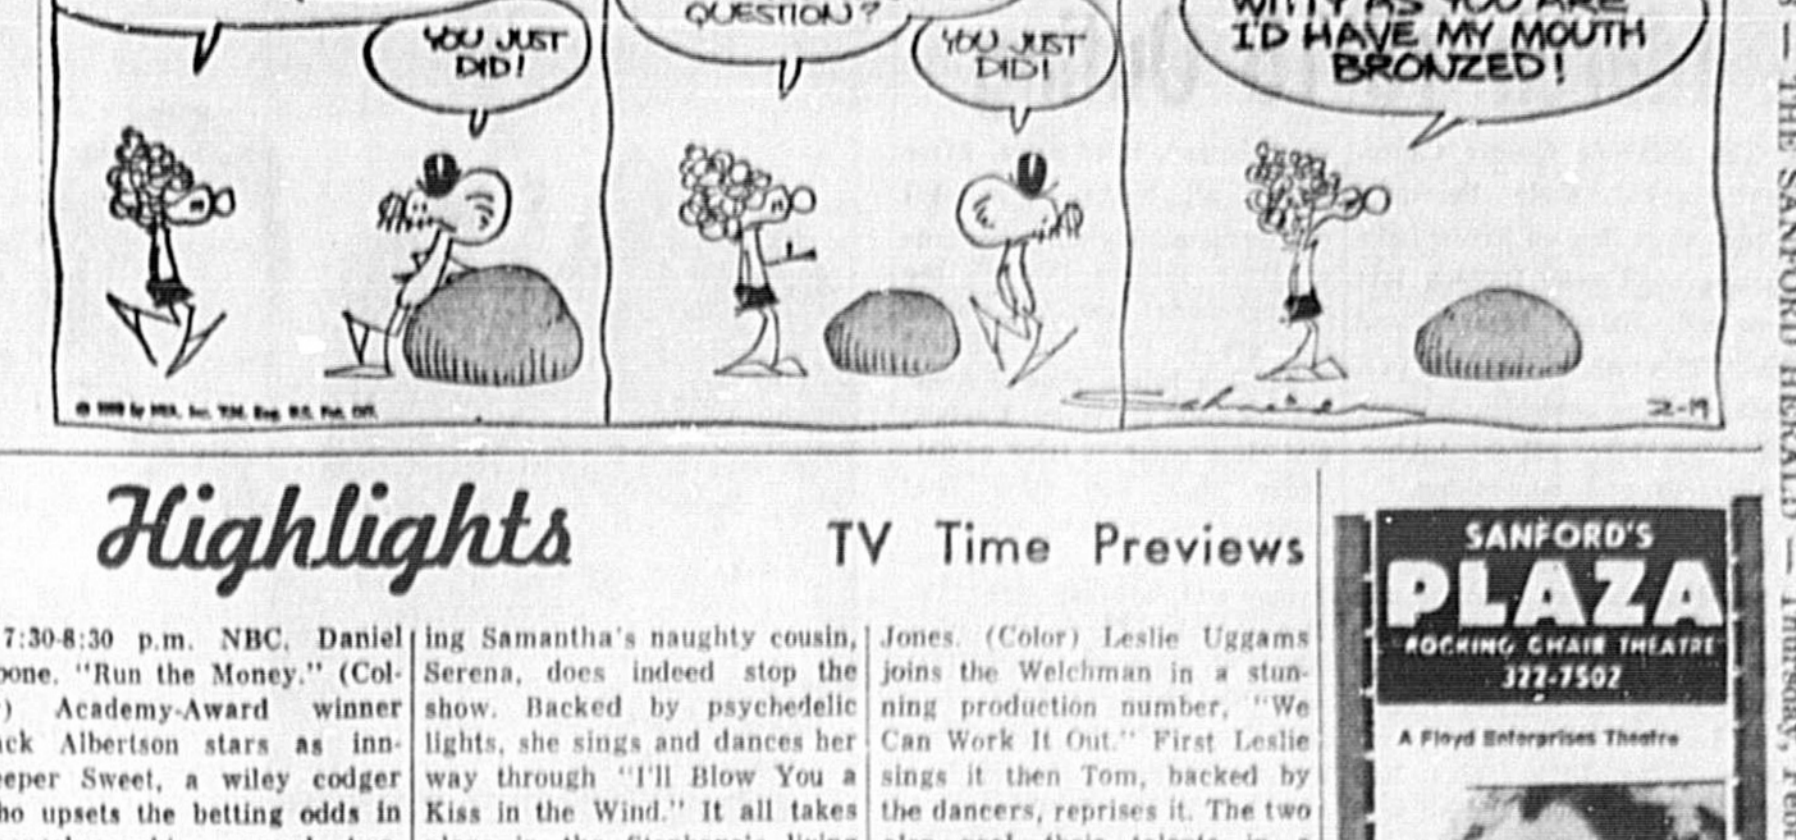 QUESTION?
YOU JUST
DID!
YOU JUST
DID!
WITTY AS YOU ARE
I'D HAVE MY MOUTH
BRONZED!
2-19
Highlights
TV Time Previews
7:30-8:30 p.m. NBC. Daniel
"Run the Money." (Col-
Academy-Award winner
Albertson stars as inn-
Sweet, a wiley codger
upsets the betting odds in
ing Samantha's naughty cousin,
Serena, does indeed stop the
show. Backed by psychedelic
lights, she sings and dances her
way through "I'll Blow You a
Kiss in the Wind." It all takes
Jones. (Color) Leslie Uggams
joins the Welchman in a stun-
ning production number, "We
Can Work It Out." First Leslie
sings it then Tom, backed by
the dancers, reprises it. The two
SANFORD'S
PLAZA
ROCKING CHAIR THEATRE
322-7502
A Floyd Enterprises Theatre
— THE SANFORD HERALD — Thursday,